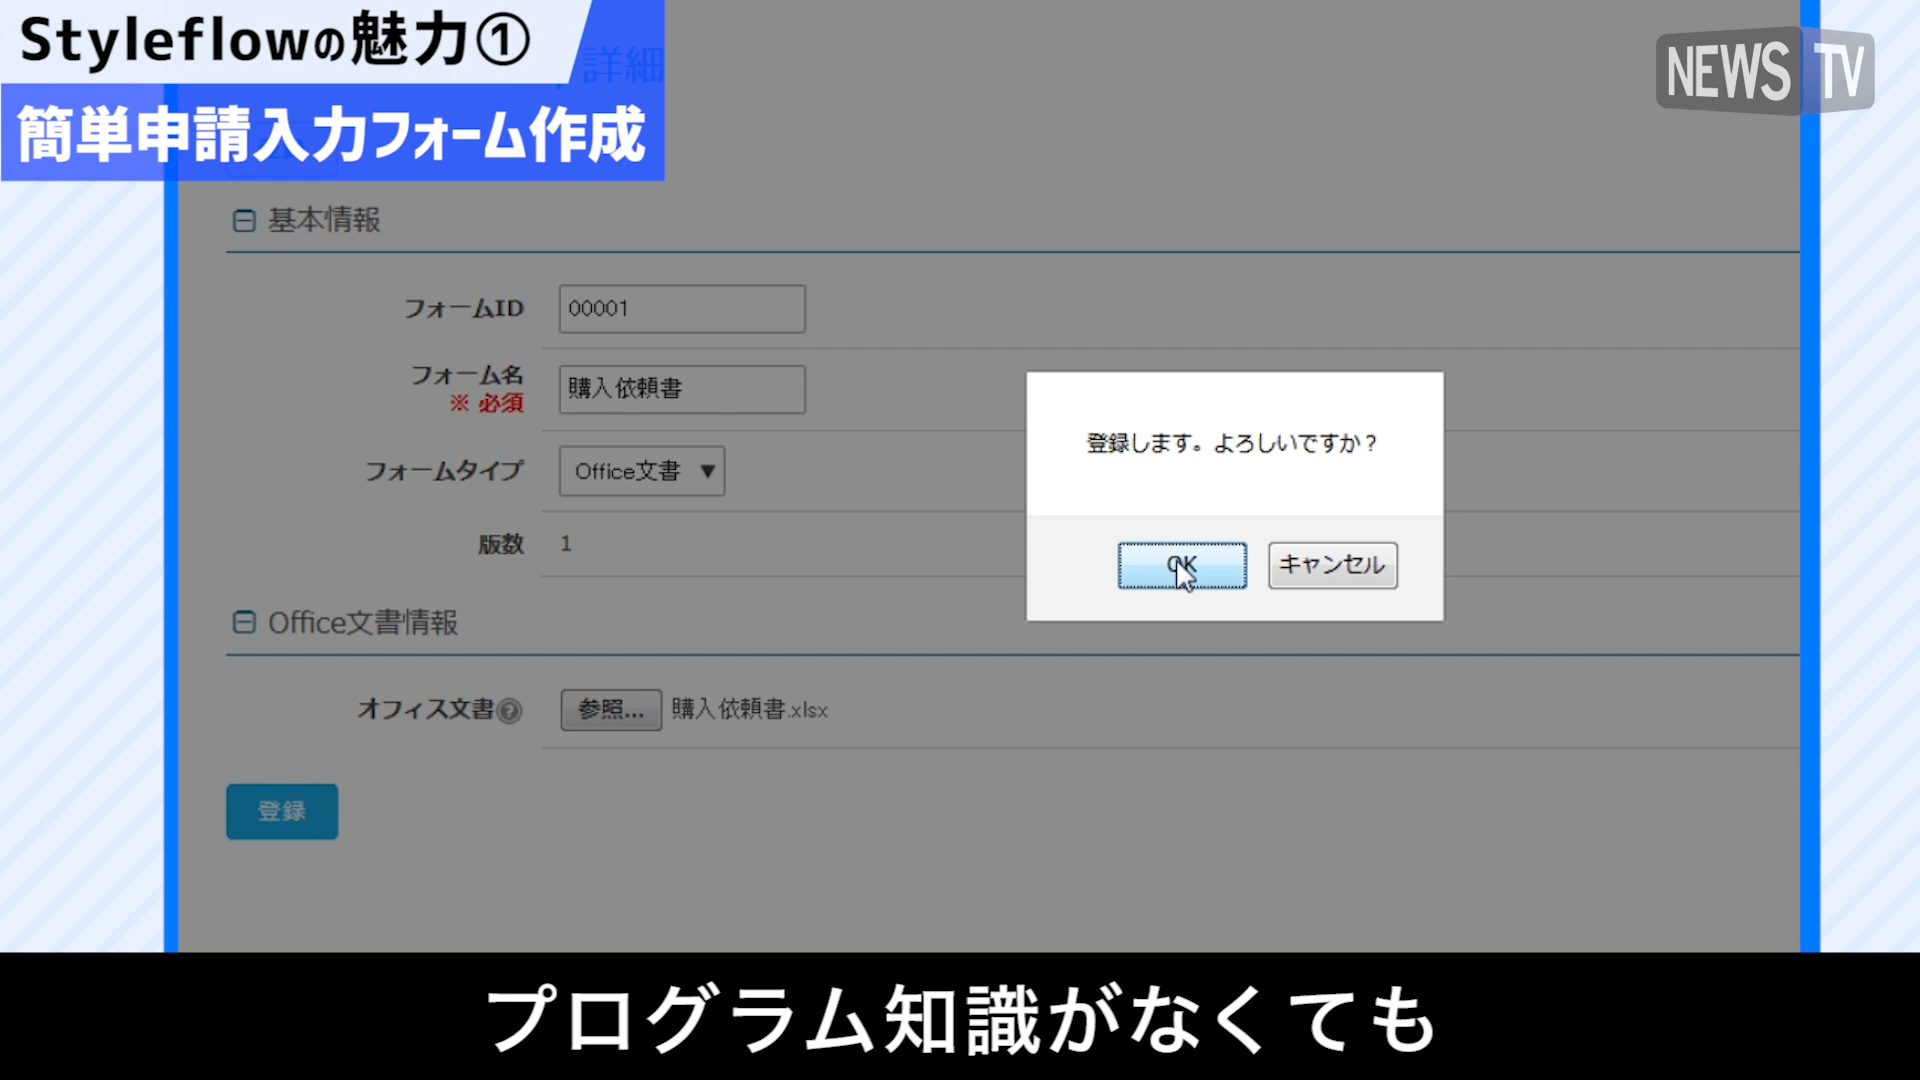 Styleflowの魅力①
詳細
簡単申請入力フォーム作成
NEWS TV
基本情報
フォームID
00001
フォーム名
※ 必須
購入依頼書
フォームタイプ
Office文書 ▼
版数
1
登録します。よろしいですか？
OK
キャンセル
Office文書情報
オフィス文書?
参照...
購入依頼書.xlsx
登録
プログラム知識がなくても